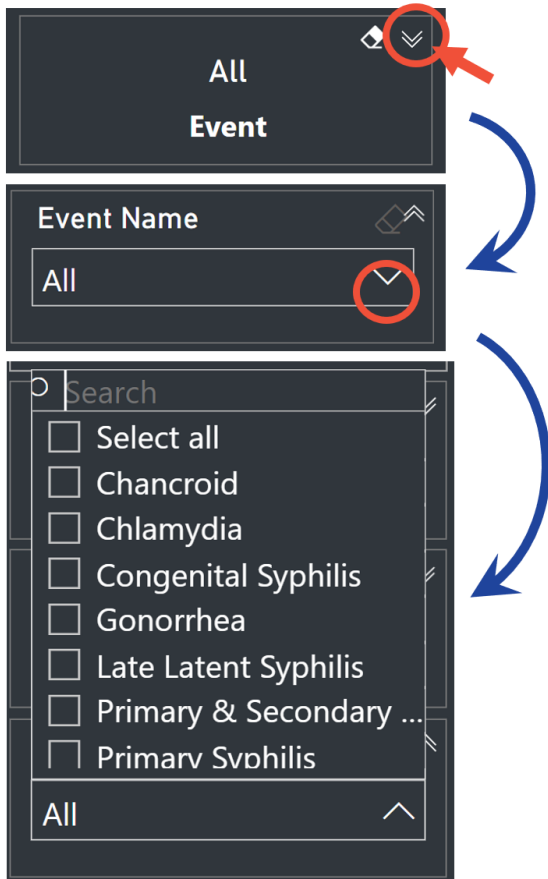 All
Event
Event Name
All
Search
Select all
Chancroid
Chlamydia
Congenital Syphilis
Gonorrhea
Late Latent Syphilis
Primary & Secondary ...
Primary Syphilis
All